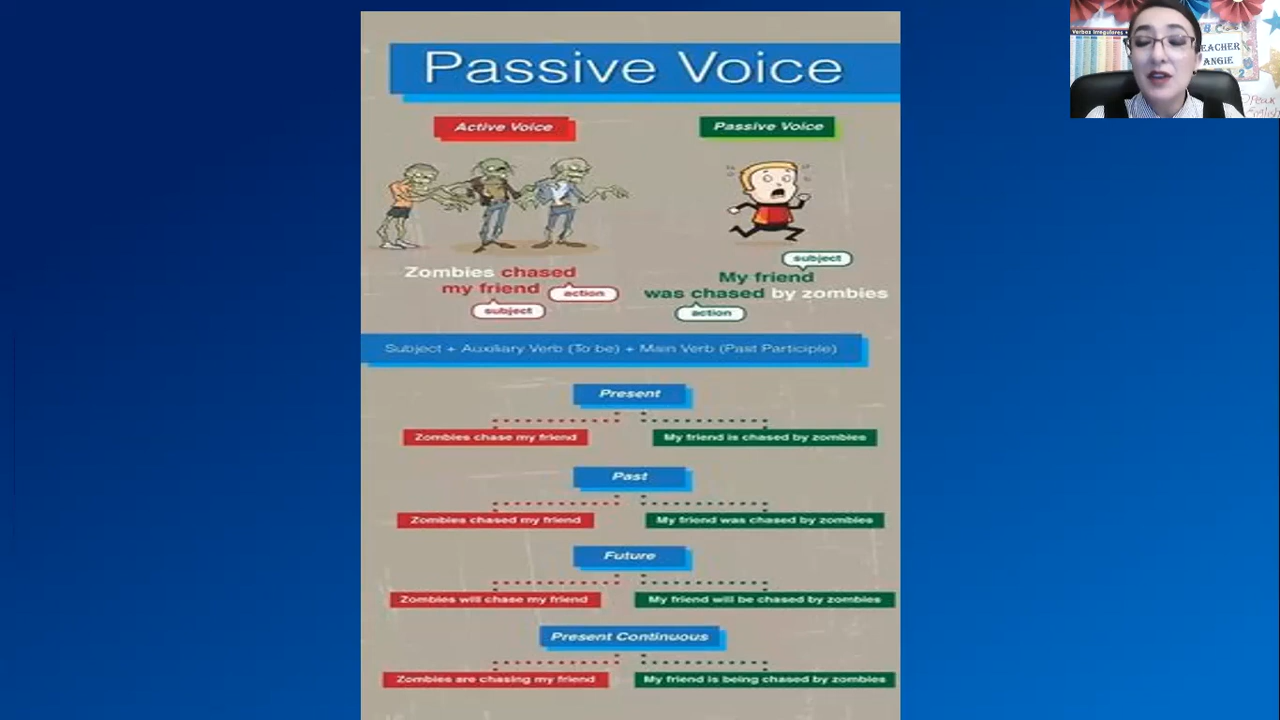 Passive Voice
Active Voice
Passive Voice
Zombies chased
my friend
action
subject
subject
My friend
was chased by zombies
action
Subject + Auxiliary Verb (To be) + Main Verb (Past Participle)
Present
Zombies chase my friend
My friend is chased by zombies
Past
Zombies chased my friend
My friend was chased by zombies
Future
Zombies will chase my friend
My friend will be chased by zombies
Present Continuous
Zombies are chasing my friend
My friend is being chased by zombies
Verbos Irregulares
TEACHER
ANGIE